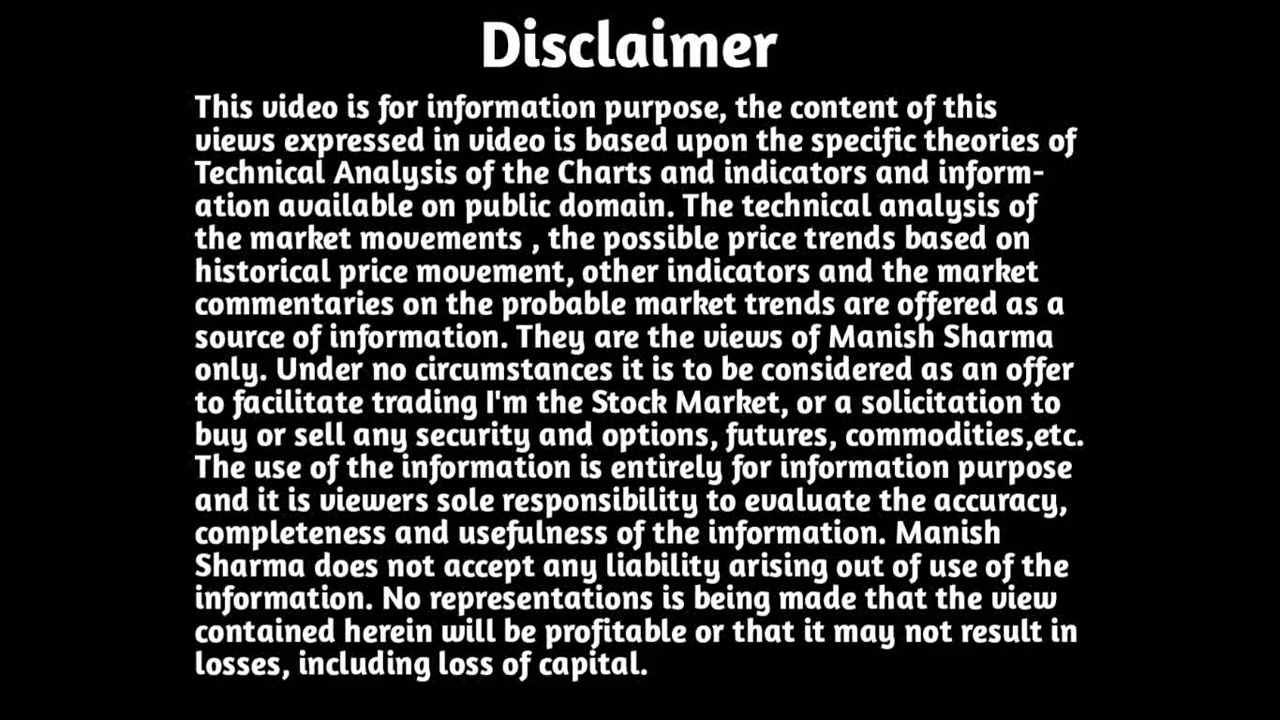 Disclaimer
This video is for information purpose, the content of this
views expressed in video is based upon the specific theories of
Technical Analysis of the Charts and indicators and inform-
ation available on public domain. The technical analysis of
the market movements , the possible price trends based on
historical price movement, other indicators and the market
commentaries on the probable market trends are offered as a
source of information. They are the views of Manish Sharma
only. Under no circumstances it is to be considered as an offer
to facilitate trading I'm the Stock Market, or a solicitation to
buy or sell any security and options, futures, commodities,etc.
The use of the information is entirely for information purpose
and it is viewers sole responsibility to evaluate the accuracy,
completeness and usefulness of the information. Manish
Sharma does not accept any liability arising out of use of the
information. No representations is being made that the view
contained herein will be profitable or that it may not result in
losses, including loss of capital.